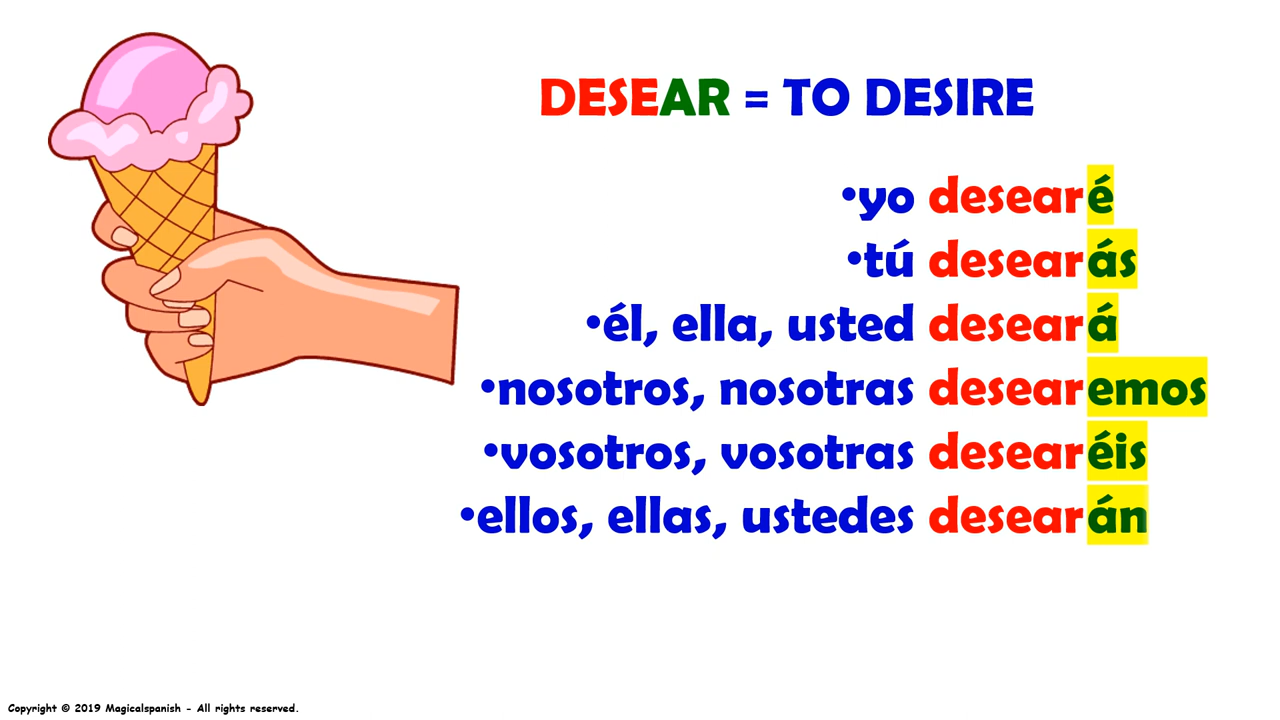 DESEAR = TO DESIRE
•yo desearé
•tú desearás
•él, ella, usted deseará
•nosotros, nosotras desearemos
•vosotros, vosotras desearéis
•ellos, ellas, ustedes desearán
Copyright © 2019 Magicalspanish - All rights reserved.